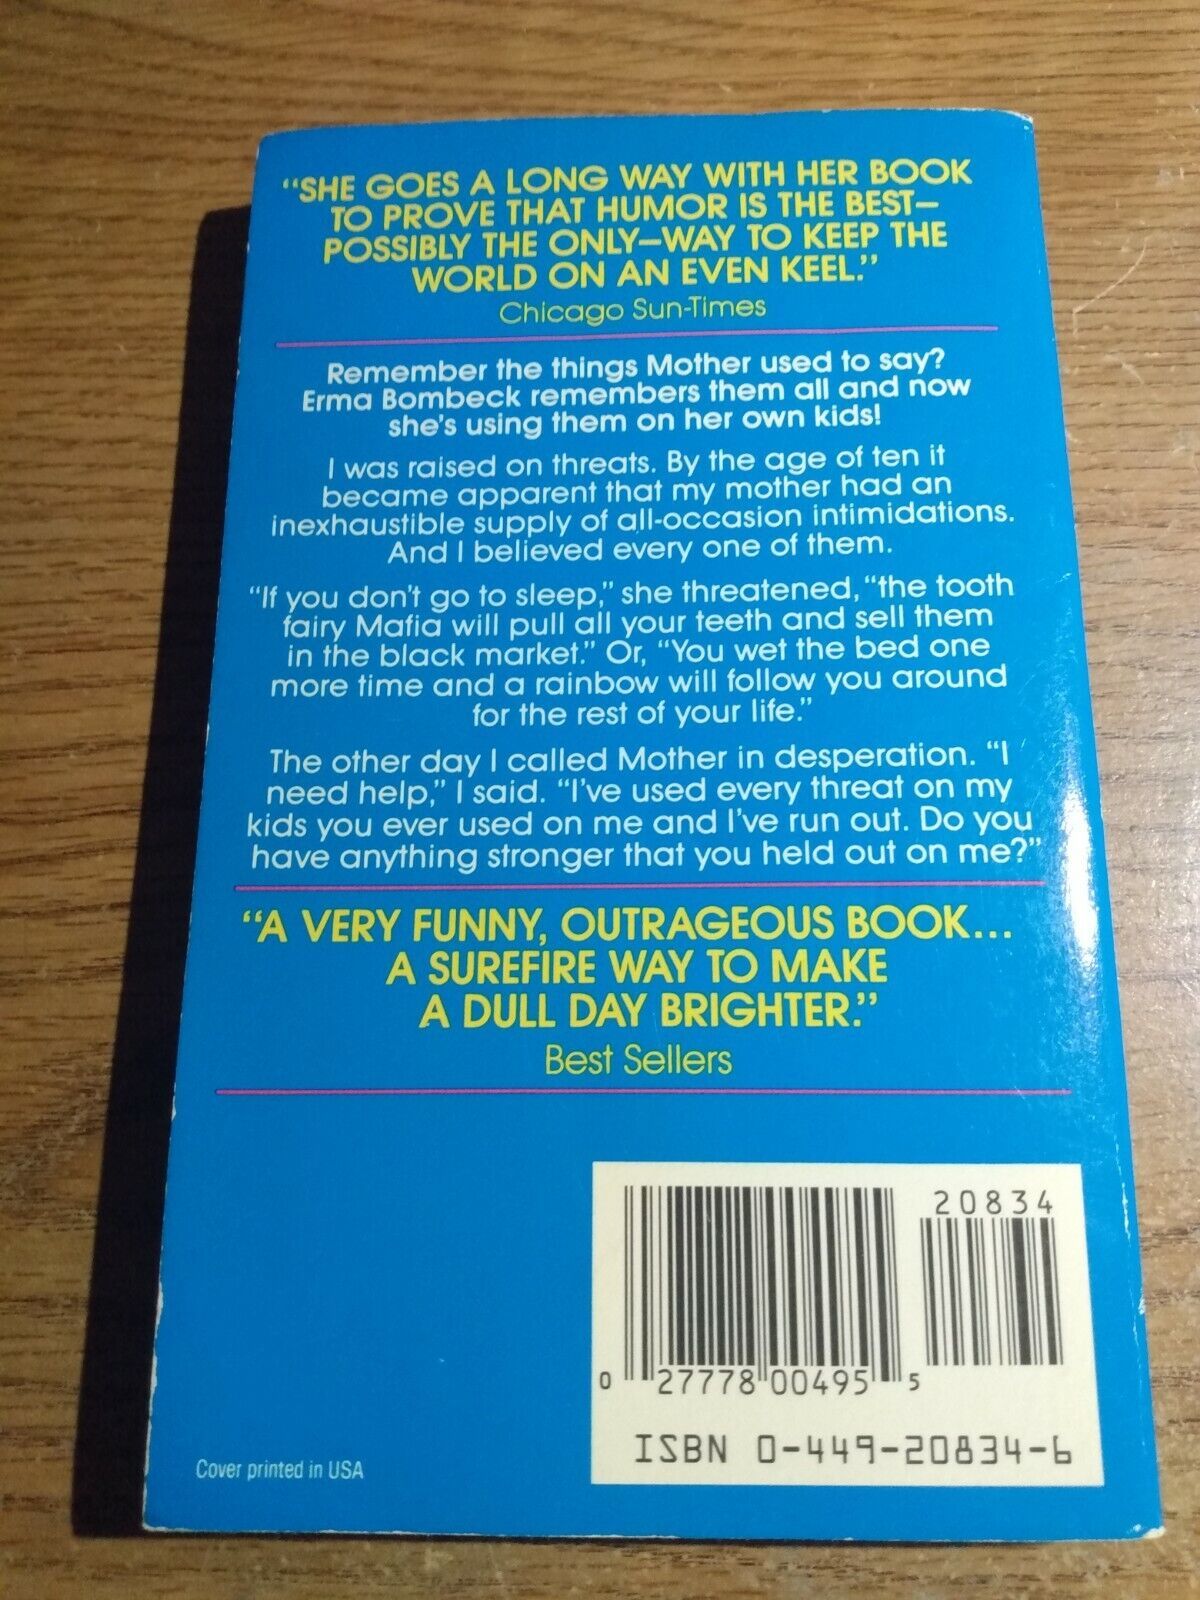 “SHE GOES A LONG WAY WITH HER BOOK
TO PROVE THAT HUMOR IS THE BEST—
POSSIBLY THE ONLY—WAY TO KEEP THE
WORLD ON AN EVEN KEEL.”
Chicago Sun-Times
Remember the things Mother used to say?
Erma Bombeck remembers them all and now
she's using them on her own kids!
I was raised on threats. By the age of ten it
became apparent that my mother had an
inexhaustible supply of all-occasion intimidations.
And I believed every one of them.
“If you don't go to sleep,” she threatened, “the tooth
fairy Mafia will pull all your teeth and sell them
in the black market.” Or, “You wet the bed one
more time and a rainbow will follow you around
for the rest of your life.”
The other day I called Mother in desperation. “I
need help,” I said. “I've used every threat on my
kids you ever used on me and I've run out. Do you
have anything stronger that you held out on me?”
“A VERY FUNNY, OUTRAGEOUS BOOK...
A SUREFIRE WAY TO MAKE
A DULL DAY BRIGHTER.”
Best Sellers
20834
0 27778 00495 5
ISBN 0-449-20834-6
Cover printed in USA